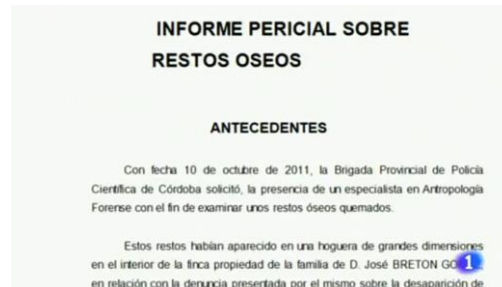 INFORME PERICIAL SOBRE
RESTOS OSEOS
ANTECEDENTES
Con fecha 10 de octubre de 2011, la Brigada Provincial de Policía
Científica de Córdoba solicitó, la presencia de un especialista en Antropología
Forense con el fin de examinar unos restos óseos quemados.
Estos restos habían aparecido en una hoguera de grandes dimensiones
en el interior de la finca propiedad de la familia de D. José BRETON
1
en relación con la denuncia presentada por el mismo sobre la desaparición de